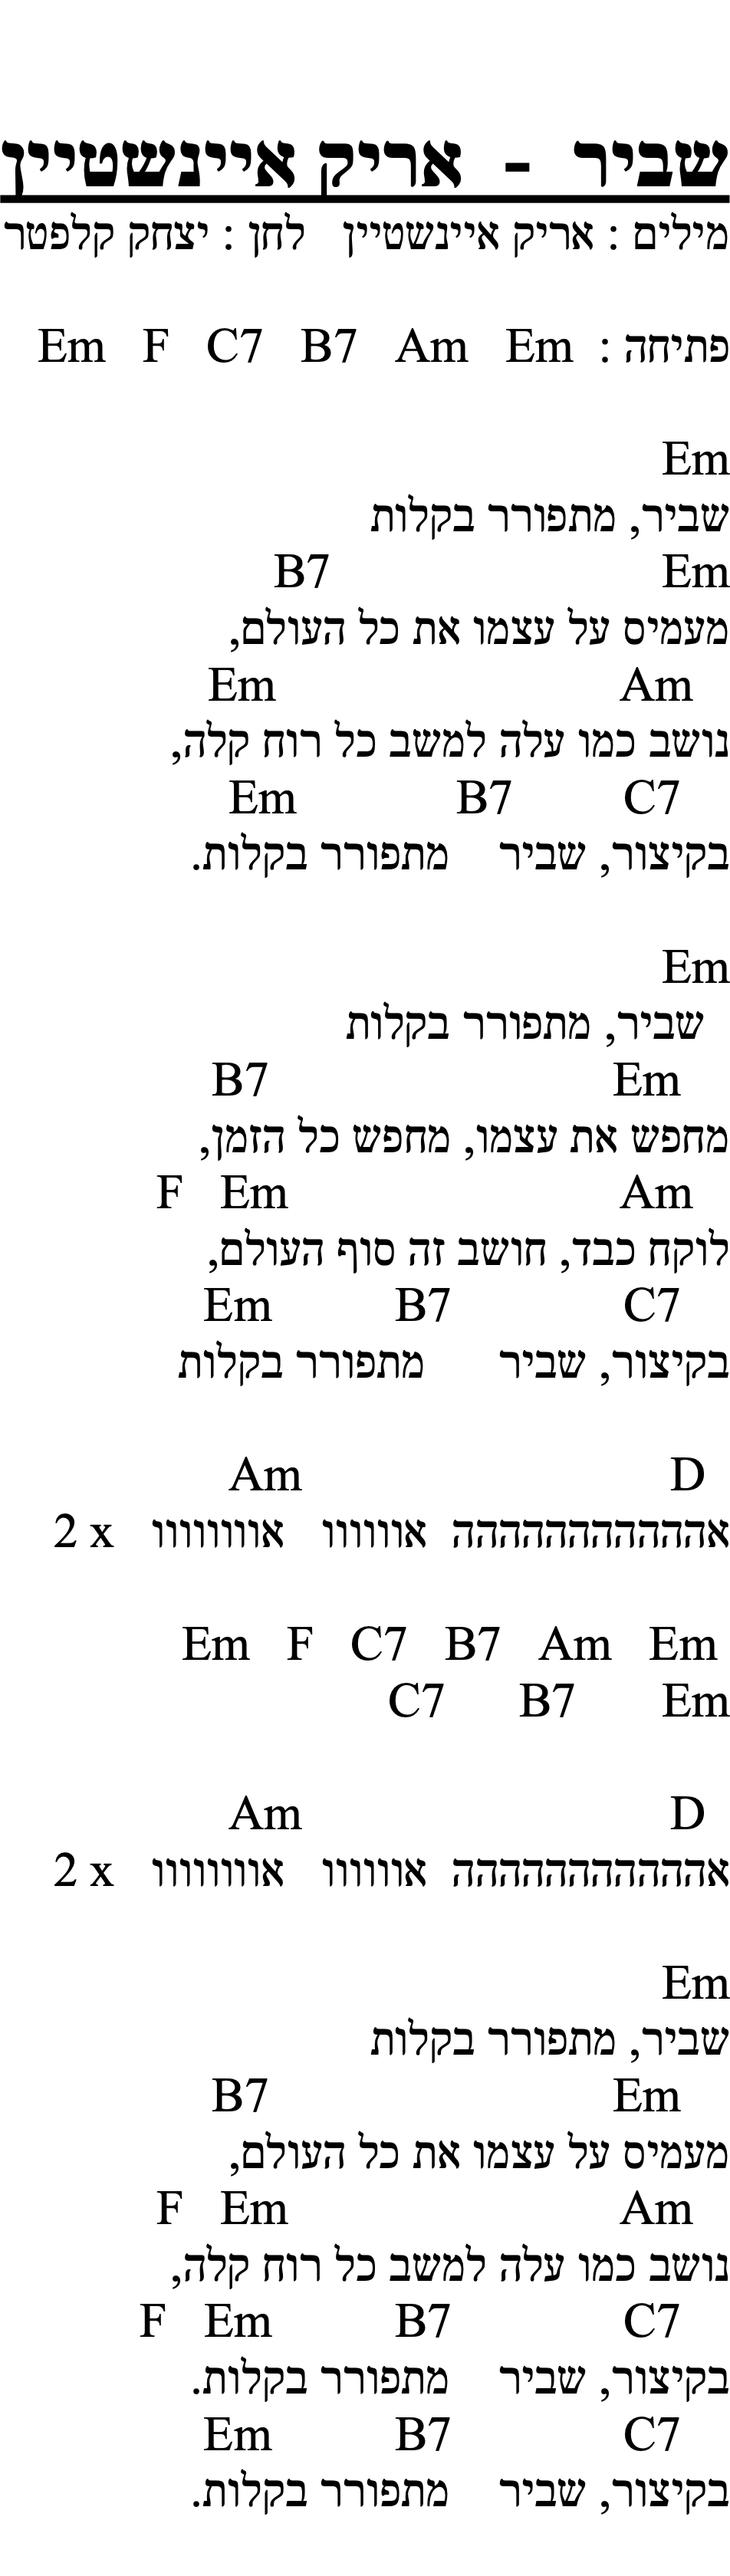 שביר - אריק איינשטיין
מילים : אריק איינשטיין לחן : יצחק קלפטר
פתיחה : Em Am B7 C7 F Em
Em
שביר, מתפורר בקלות
Em B7
מעמיס על עצמו את כל העולם,
Am Em
נושב כמו עלה למשב כל רוח קלה,
C7 B7 Em
בקיצור, שביר מתפורר בקלות.
Em
שביר, מתפורר בקלות
Em B7
מחפש את עצמו, מחפש כל הזמן,
Am Em F
לוקח כבד, חושב זה סוף העולם,
C7 B7 Em
בקיצור, שביר מתפורר בקלות
D Am
אההההההההההה אוווווו אוווווווו 2 x
Em Am B7 C7 F Em
Em B7 C7
D Am
אההההההההההה אוווווו אוווווווו 2 x
Em
שביר, מתפורר בקלות
Em B7
מעמיס על עצמו את כל העולם,
Am Em F
נושב כמו עלה למשב כל רוח קלה,
C7 B7 Em F
בקיצור, שביר מתפורר בקלות.
C7 B7 Em
בקיצור, שביר מתפורר בקלות.